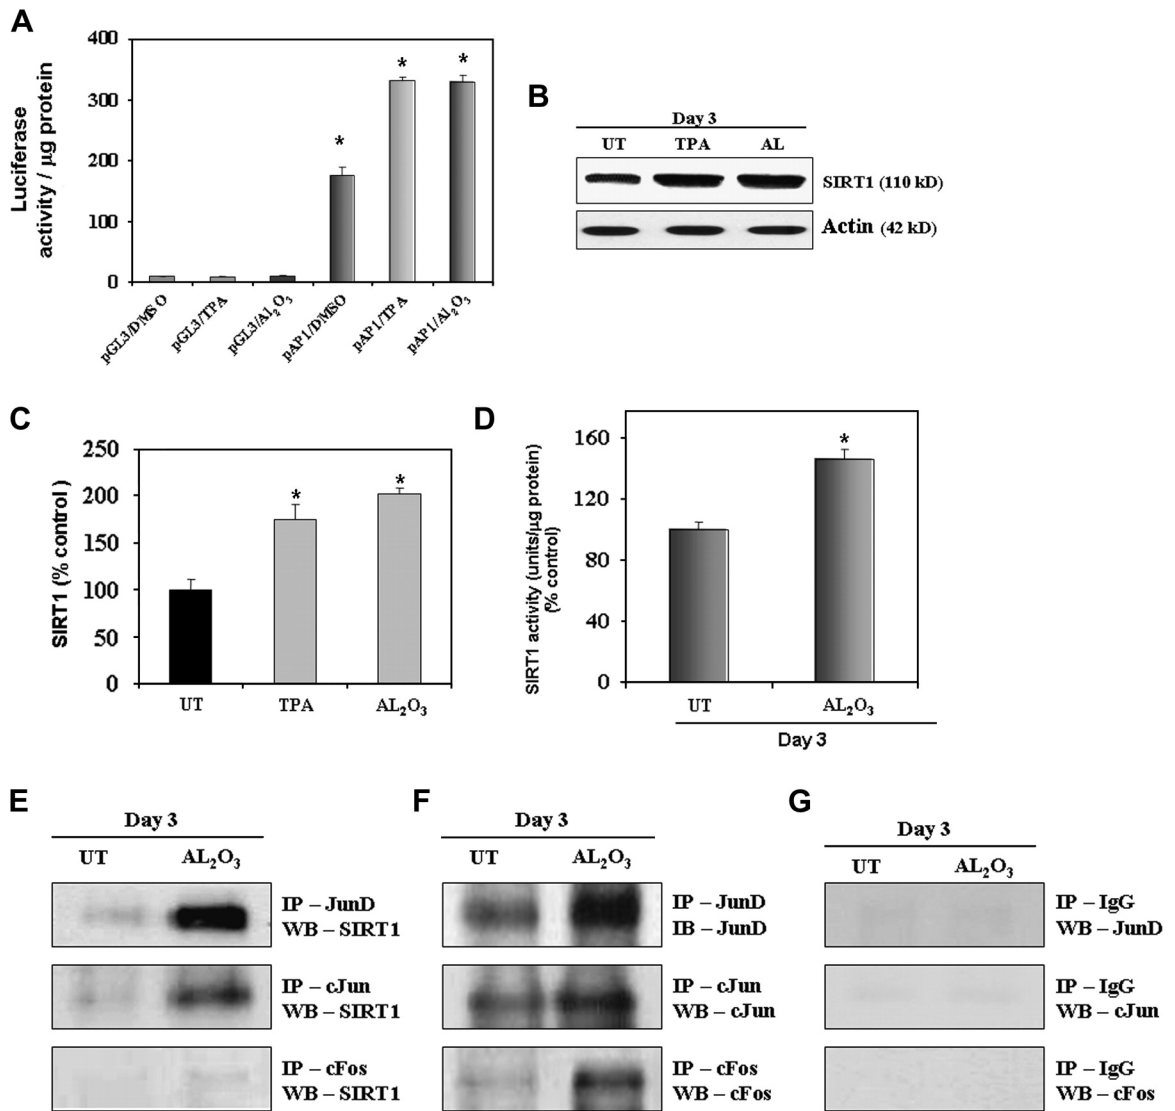 A
Luciferase
activity / µg protein
400
300
200
100
0
pGL3/DMSO
pGL3/TPA
pGL3/Al₂O₃
pAP1/DMSO
pAP1/TPA
pAP1/Al₂O₃
*
*
*
B
Day 3
UT TPA AL
SIRT1 (110 kD)
Actin (42 kD)
C
SIRT1 (% control )
250
200
150
100
50
0
*
*
UT TPA AL₂O₃
D
SIRT1 activity (units/µg protein)
(% control)
160
120
80
40
0
*
UT AL₂O₃
Day 3
E
Day 3
UT AL₂O₃
IP – JunD
WB – SIRT1
IP – cJun
WB – SIRT1
IP – cFos
WB – SIRT1
F
Day 3
UT AL₂O₃
IP – JunD
IB – JunD
IP – cJun
WB – cJun
IP – cFos
WB – cFos
G
Day 3
UT AL₂O₃
IP – IgG
WB – JunD
IP – IgG
WB – cJun
IP – IgG
WB – cFos